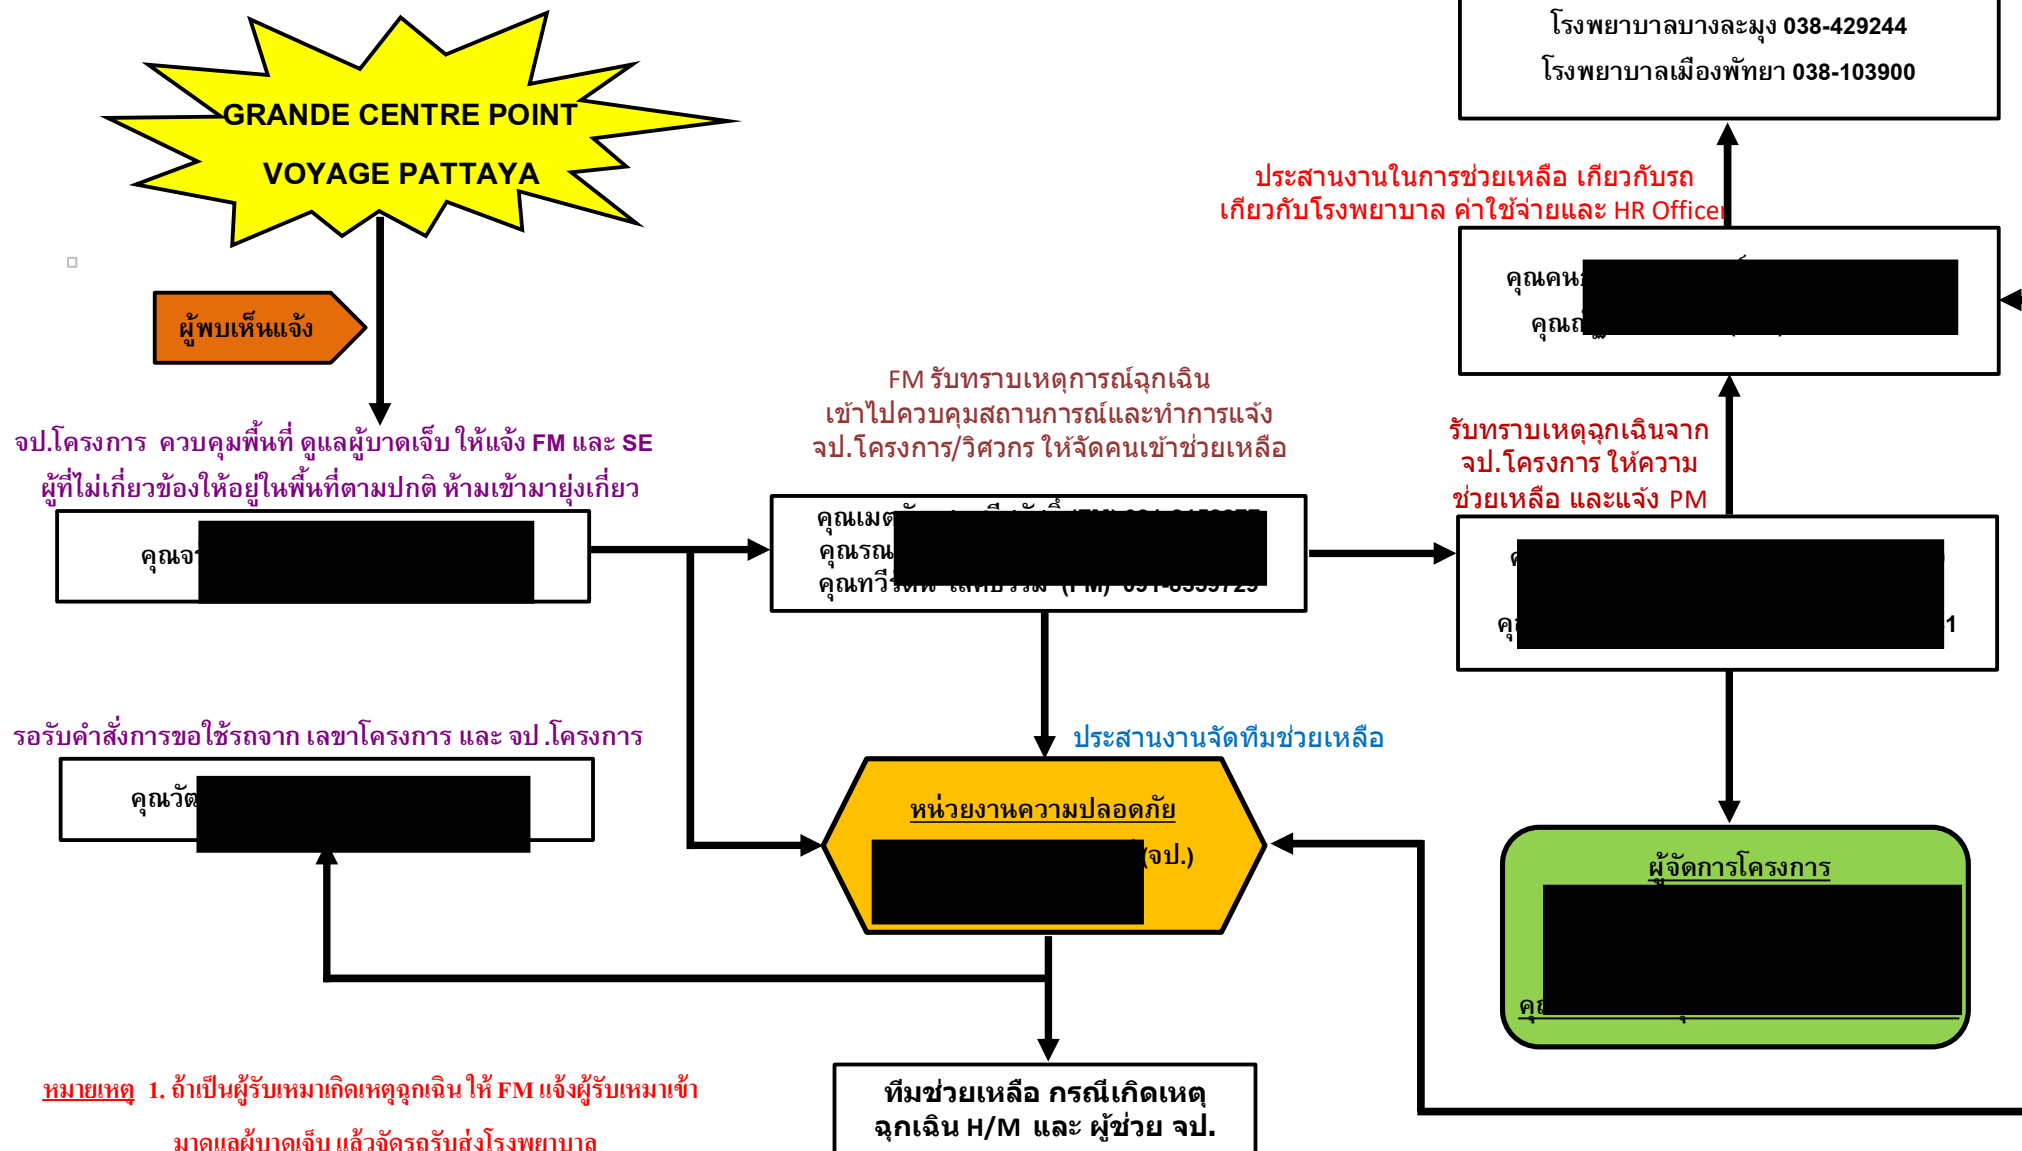 โรงพยาบาลบางละมุง 038-429244
โรงพยาบาลเมืองพัทยา 038-103900
GRANDE CENTRE POINT
VOYAGE PATTAYA
ประสานงานในการช่วยเหลือ เกี่ยวกับรถ
เกี่ยวกับโรงพยาบาล ค่าใช้จ่ายและ HR Officer
คุณ
คุณ
ผู้พบเห็นแจ้ง
FM รับทราบเหตุการณ์ฉุกเฉิน
เข้าไปควบคุมสถานการณ์และทำการแจ้ง
จป.โครงการ/วิศวกร ให้จัดคนเข้าช่วยเหลือ
จป.โครงการ ควบคุมพื้นที่ ดูแลผู้บาดเจ็บ ให้แจ้ง FM และ SE
ผู้ที่ไม่เกี่ยวข้องให้อยู่ในพื้นที่ตามปกติ ห้ามเข้ามายุ่งเกี่ยว
รับทราบเหตุฉุกเฉินจาก
จป.โครงการ ให้ความ
ช่วยเหลือ และแจ้ง PM
คุณ
คุณ
คุณ
คุณ
คุณ
รอรับคำสั่งการขอใช้รถจาก เลขาโครงการ และ จป.โครงการ
คุณ
ประสานงานจัดทีมช่วยเหลือ
หน่วยงานความปลอดภัย
(จป.)
ผู้จัดการโครงการ
ทีมช่วยเหลือ กรณีเกิดเหตุ
ฉุกเฉิน H/M และ ผู้ช่วย จป.
หมายเหตุ 1. ถ้าเป็นผู้รับเหมาเกิดเหตุฉุกเฉิน ให้ FM แจ้งผู้รับเหมาเข้า
มาดูแลผู้บาดเจ็บ แล้วจัดรถรับส่งโรงพยาบาล